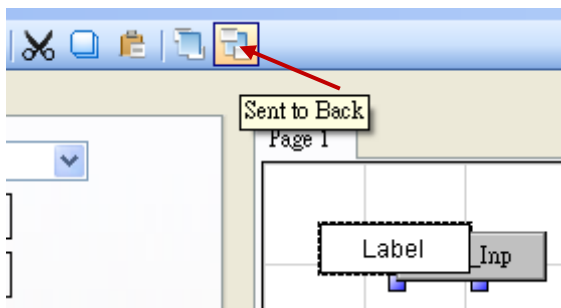 Sent to Back
Page 1
Label
_Inp